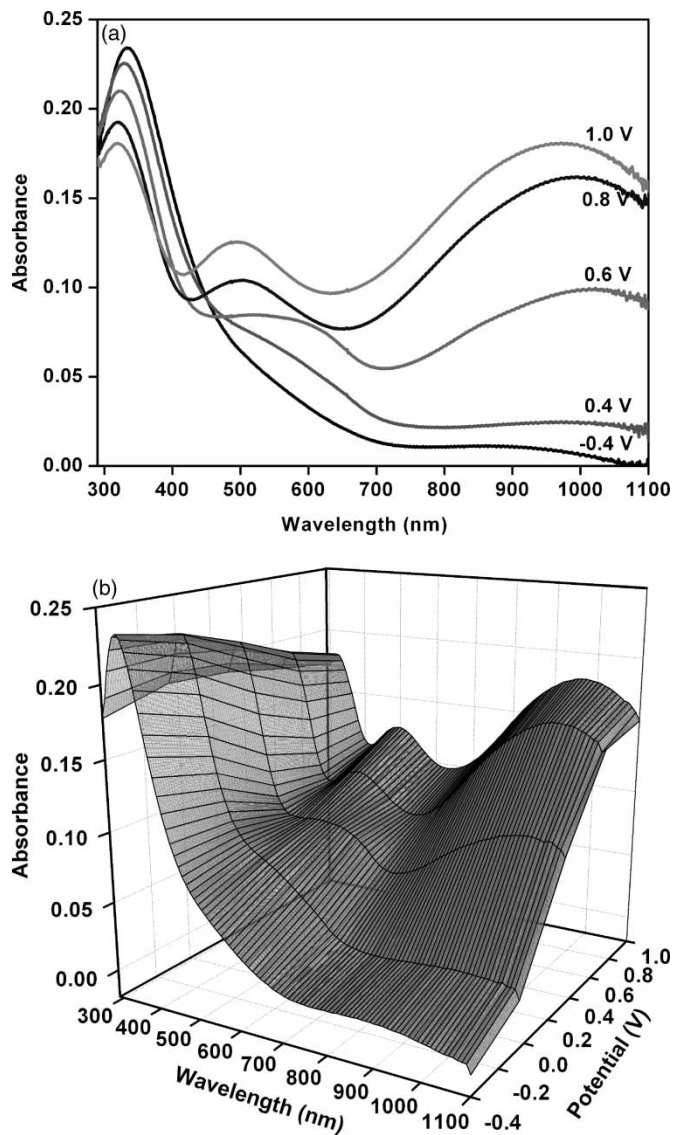 (a)
0.25
0.20
0.15
0.10
0.05
0.00
Absorbance
1.0 V
0.8 V
0.6 V
0.4 V
-0.4 V
300 400 500 600 700 800 900 1000 1100
Wavelength (nm)
(b)
0.25
0.20
0.15
0.10
0.05
0.00
Absorbance
300 400 500 600 700 800 900 1000 1100
Wavelength (nm)
1.0
0.8
0.6
0.4
0.2
0.0
-0.2
-0.4
Potential (V)